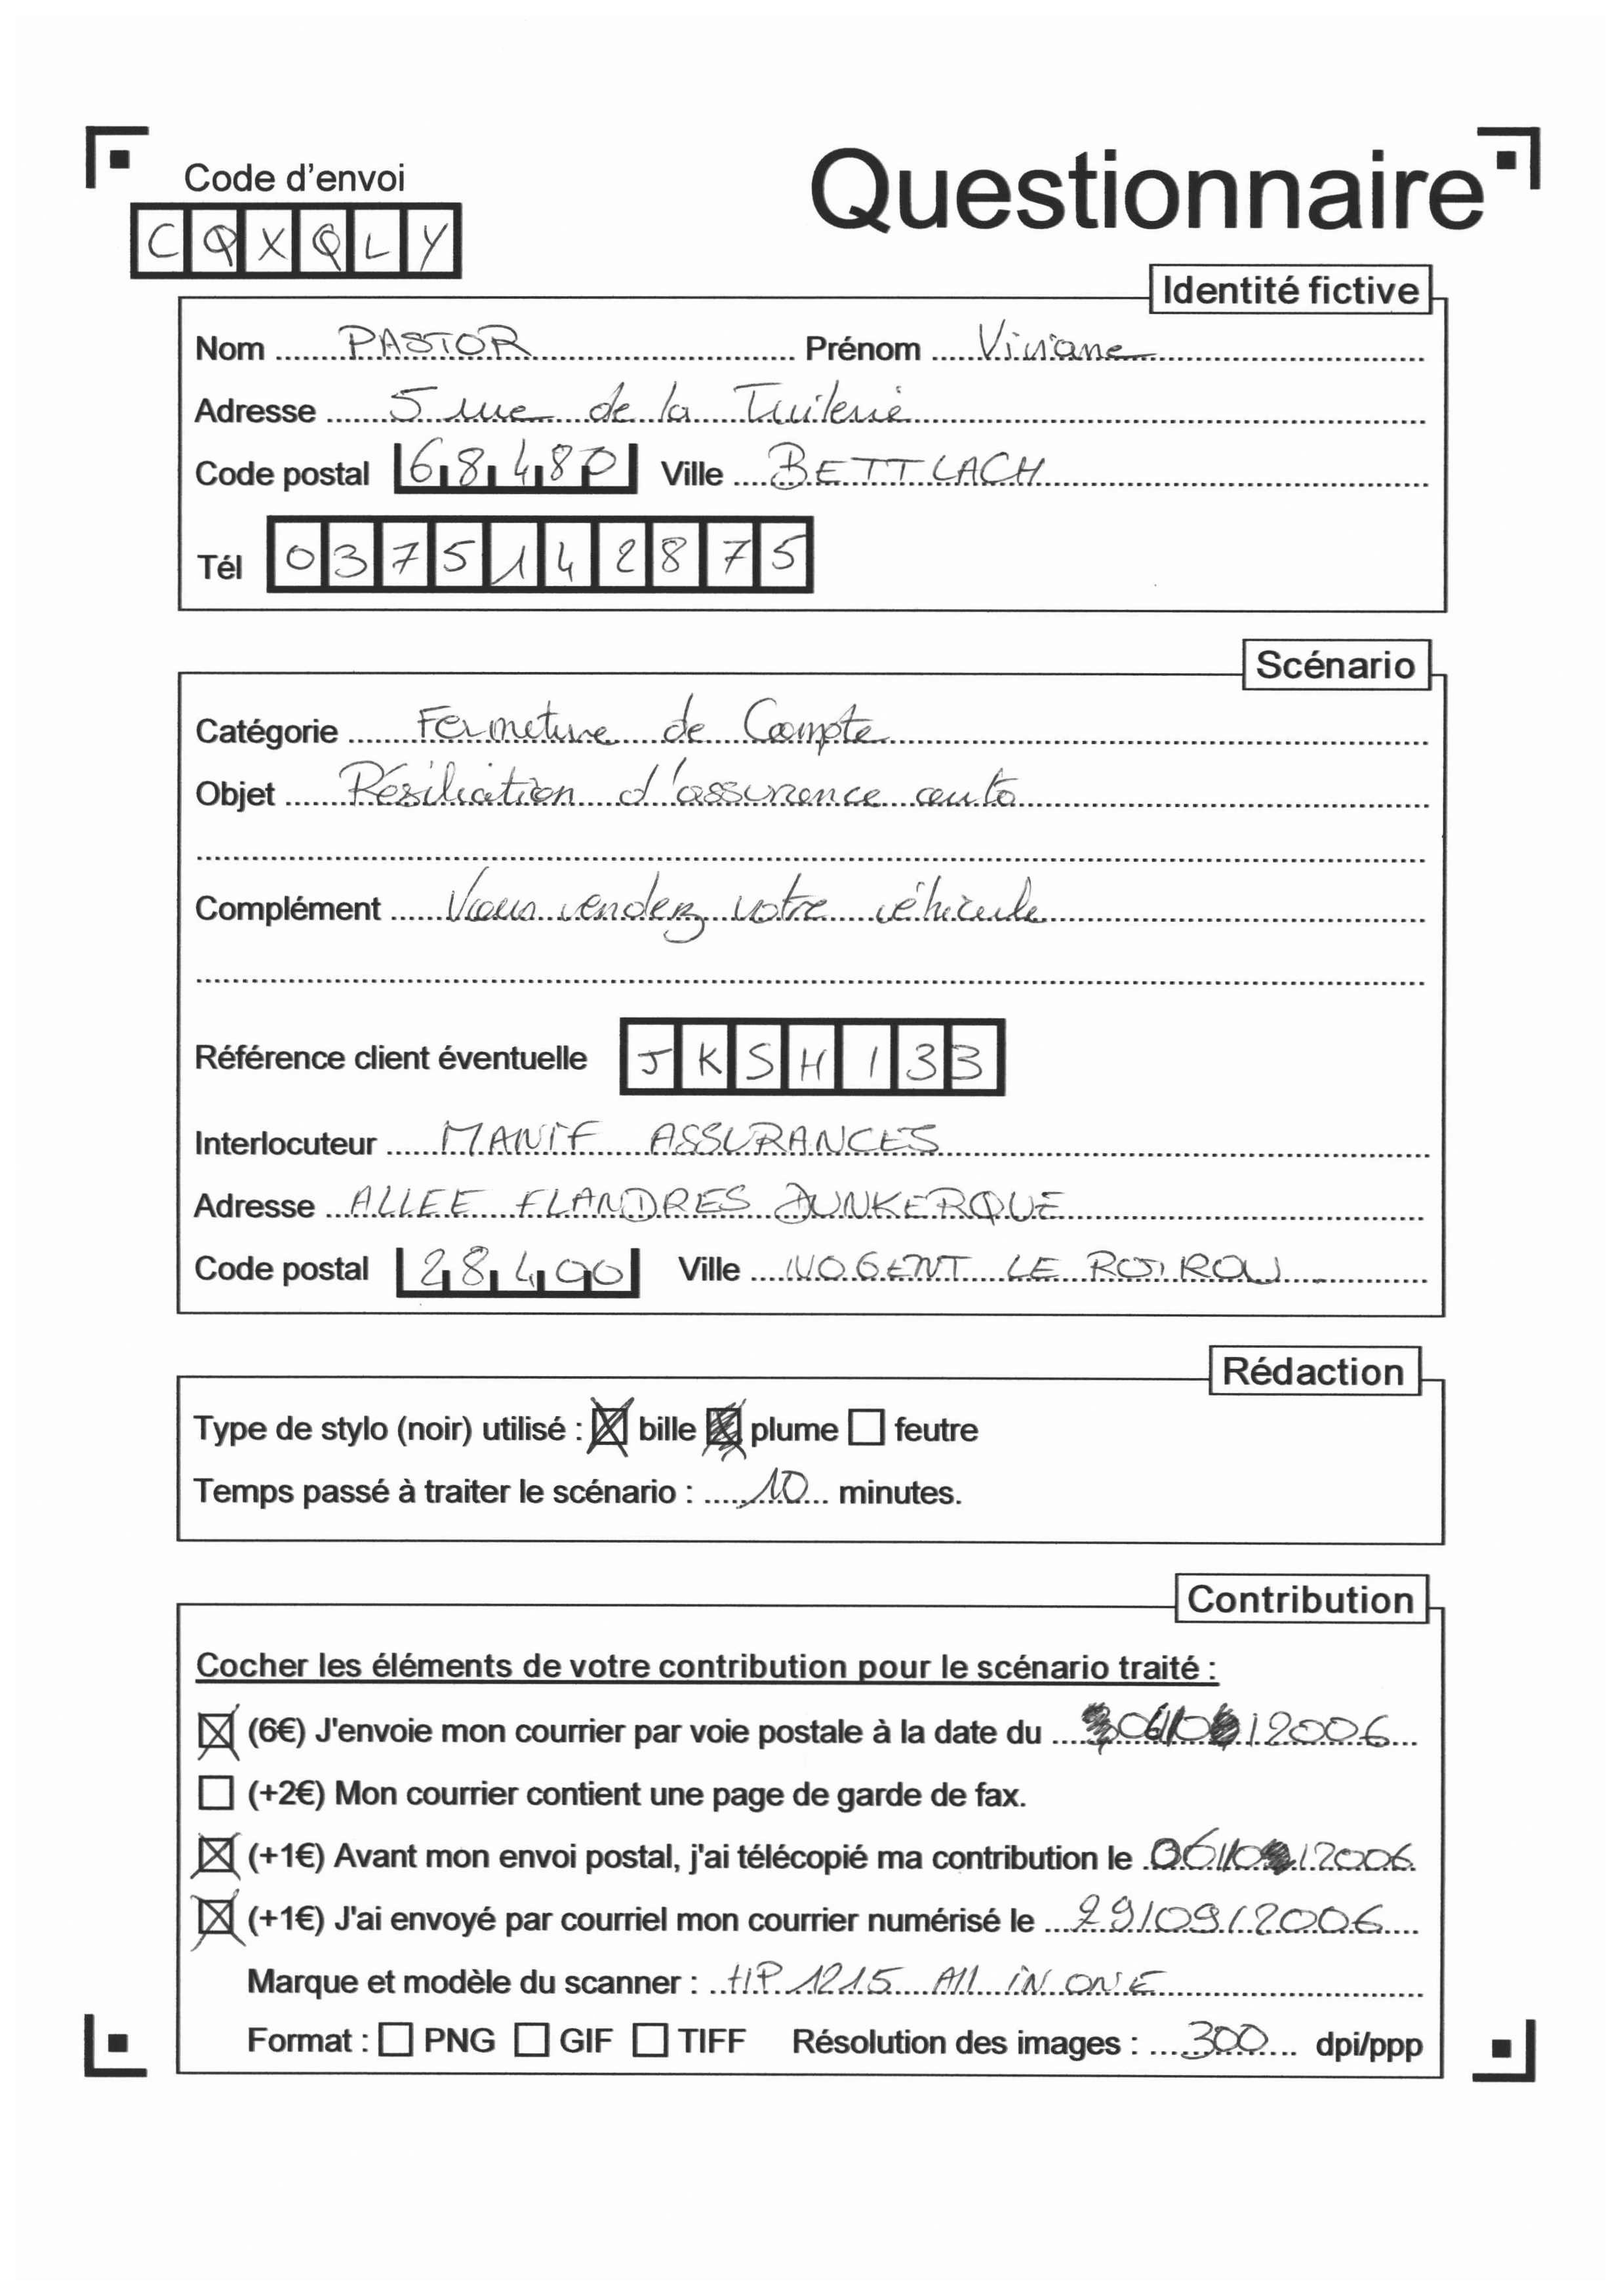 Code d'envoi
Questionnaire
CQXQLY
Identité fictive
Nom PASTOR Prénom Viviane
Adresse 5 rue de la Tuilerie
Code postal 68480 Ville BETTLACH
Tél 0375142875
Scénario
Catégorie Fermeture de Compte
Objet Résiliation d'assurance auto
Complément Vous vendez votre véhicule
Référence client éventuelle JKSH133
Interlocuteur MANIF ASSURANCES
Adresse ALLEE FLANDRES DUNKERQUE
Code postal 28400 Ville NOGENT LE ROTROU
Rédaction
Type de stylo (noir) utilisé : bille plume feutre
Temps passé à traiter le scénario : 10 minutes.
Contribution
Cocher les éléments de votre contribution pour le scénario traité :
(6€) J'envoie mon courrier par voie postale à la date du
(+2€) Mon courrier contient une page de garde de fax.
(+1€) Avant mon envoi postal, j'ai télécopié ma contribution le
(+1€) J'ai envoyé par courriel mon courrier numérisé le 29/09/2006
Marque et modèle du scanner : HP 1215 All IN ONE
Format : PNG GIF TIFF Résolution des images : 300 dpi/ppp